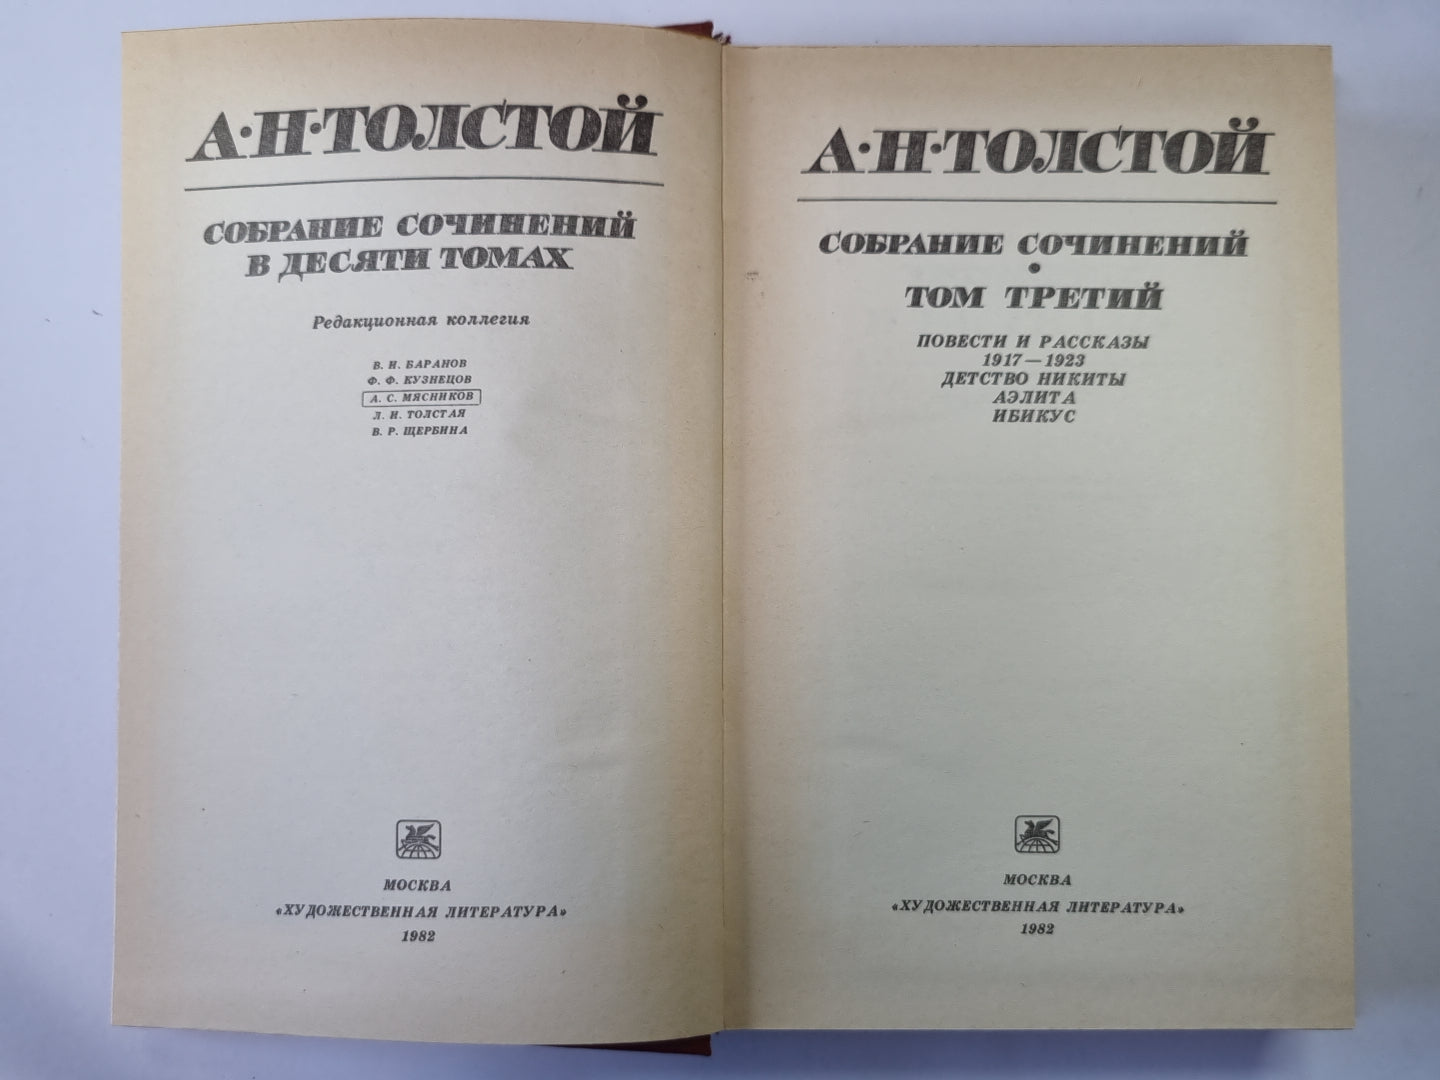 А·Н·ТОЛСТОЙ
СОБРАНИЕ СОЧИНЕНИЙ
В ДЕСЯТИ ТОМАХ
Редакционная коллегия
В. И. БАРАНОВ
Ф. Ф. КУЗНЕЦОВ
А. С. МЯСНИКОВ
Л. И. ТОЛСТАЯ
В. Р. ЩЕРБИНА
МОСКВА
«ХУДОЖЕСТВЕННАЯ ЛИТЕРАТУРА»
1982
А·Н·ТОЛСТОЙ
СОБРАНИЕ СОЧИНЕНИЙ
•
ТОМ ТРЕТИЙ
ПОВЕСТИ И РАССКАЗЫ
1917—1923
ДЕТСТВО НИКИТЫ
АЭЛИТА
ИБИКУС
МОСКВА
«ХУДОЖЕСТВЕННАЯ ЛИТЕРАТУРА»
1982